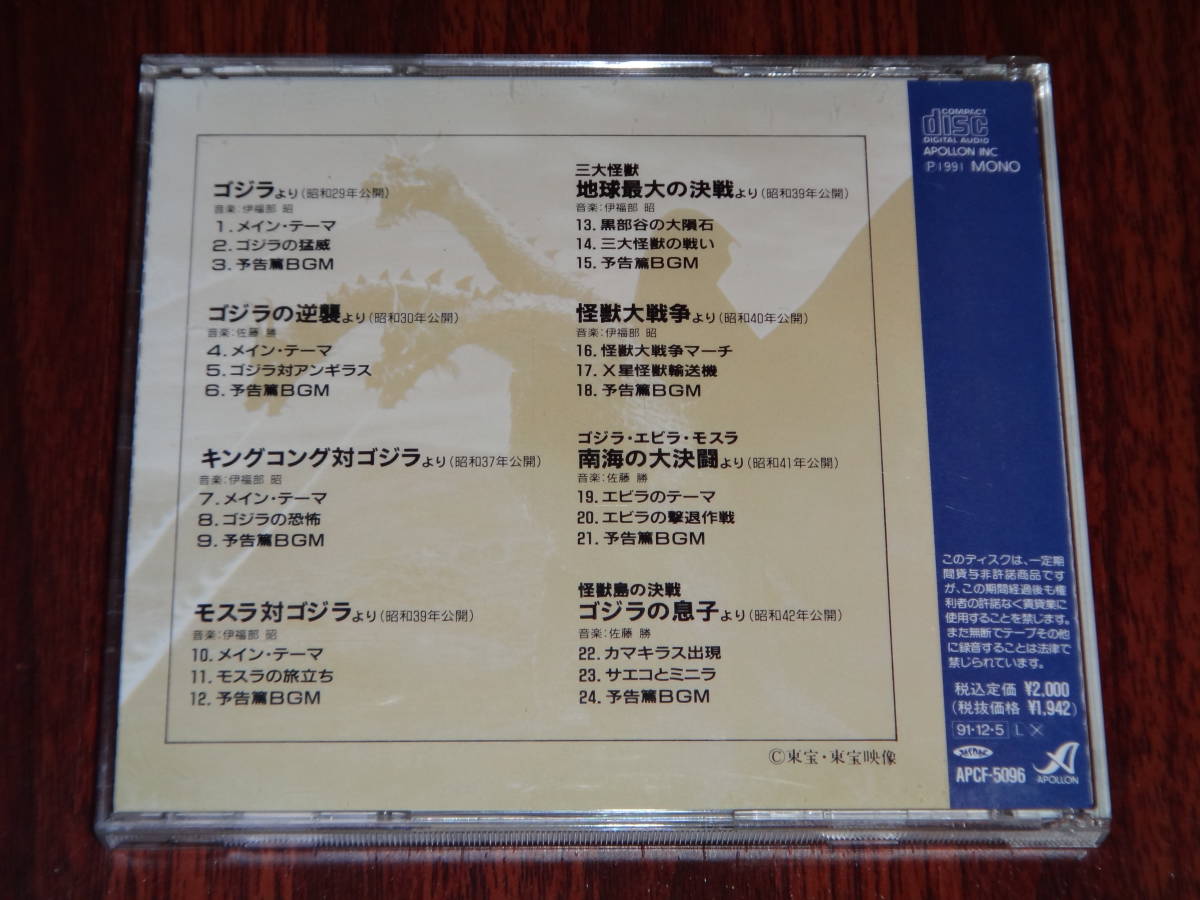 ゴジラより(昭和29年公開)
音楽:伊福部 昭
1. メイン・テーマ
2. ゴジラの猛威
3. 予告篇BGM
ゴジラの逆襲より(昭和30年公開)
音楽:佐藤 勝
4. メイン・テーマ
5. ゴジラ対アンギラス
6. 予告篇BGM
キングコング対ゴジラより(昭和37年公開)
音楽:伊福部 昭
7. メイン・テーマ
8. ゴジラの恐怖
9. 予告篇BGM
モスラ対ゴジラより(昭和39年公開)
音楽:伊福部 昭
10. メイン・テーマ
11. モスラの旅立ち
12. 予告篇BGM
三大怪獣
地球最大の決戦より(昭和39年公開)
音楽:伊福部 昭
13. 黒部谷の大隕石
14. 三大怪獣の戦い
15. 予告篇BGM
怪獣大戦争より(昭和40年公開)
音楽:伊福部 昭
16. 怪獣大戦争マーチ
17. X星怪獣輸送機
18. 予告篇BGM
ゴジラ・エビラ・モスラ
南海の大決闘より(昭和41年公開)
音楽:佐藤 勝
19. エビラのテーマ
20. エビラの撃退作戦
21. 予告篇BGM
怪獣島の決戦
ゴジラの息子より(昭和42年公開)
音楽:佐藤 勝
22. カマキラス出現
23. サエコとミニラ
24. 予告篇BGM
©東宝・東宝映像
COMPACT
disc
DIGITAL AUDIO
APOLLON INC
Ⓟ1991 MONO
このディスクは、一定期
間貸与非許諾商品です
が、この期間経過後も権
利者の許諾なく賃貸業に
使用することを禁じます。
また無断でテープその他
に録音することは法律で
禁じられています。
税込定価 ¥2,000
(税抜価格 ¥1,942)
91・12・5 L X
APCF-5096
APOLLON